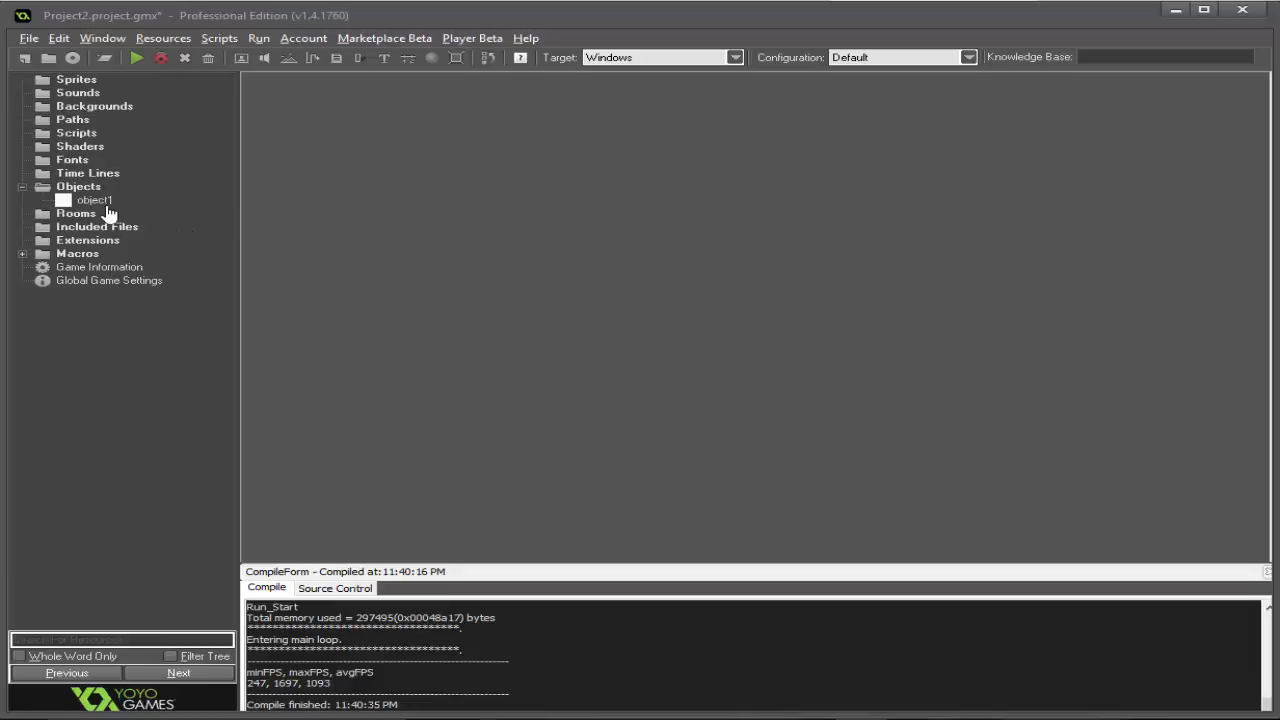 Project2.project.gmx* - Professional Edition (v1.4.1760)
File Edit Window Resources Scripts Run Account Marketplace Beta Player Beta Help
Target: Windows Configuration: Default Knowledge Base:
Sprites
Sounds
Backgrounds
Paths
Scripts
Shaders
Fonts
Time Lines
Objects
object1
Rooms
Included Files
Extensions
Macros
Game Information
Global Game Settings
CompileForm - Compiled at: 11:40:16 PM
Compile Source Control
Run_Start
Total memory used = 297495(0x00048a17) bytes
**********************************.
Entering main loop.
**********************************.
----------------------------------------------------------------
minFPS, maxFPS, avgFPS
247, 1697, 1093
----------------------------------------------------------------
Compile finished: 11:40:35 PM
Search For Resources
Whole Word Only Filter Tree
Previous Next
YOYO
GAMES